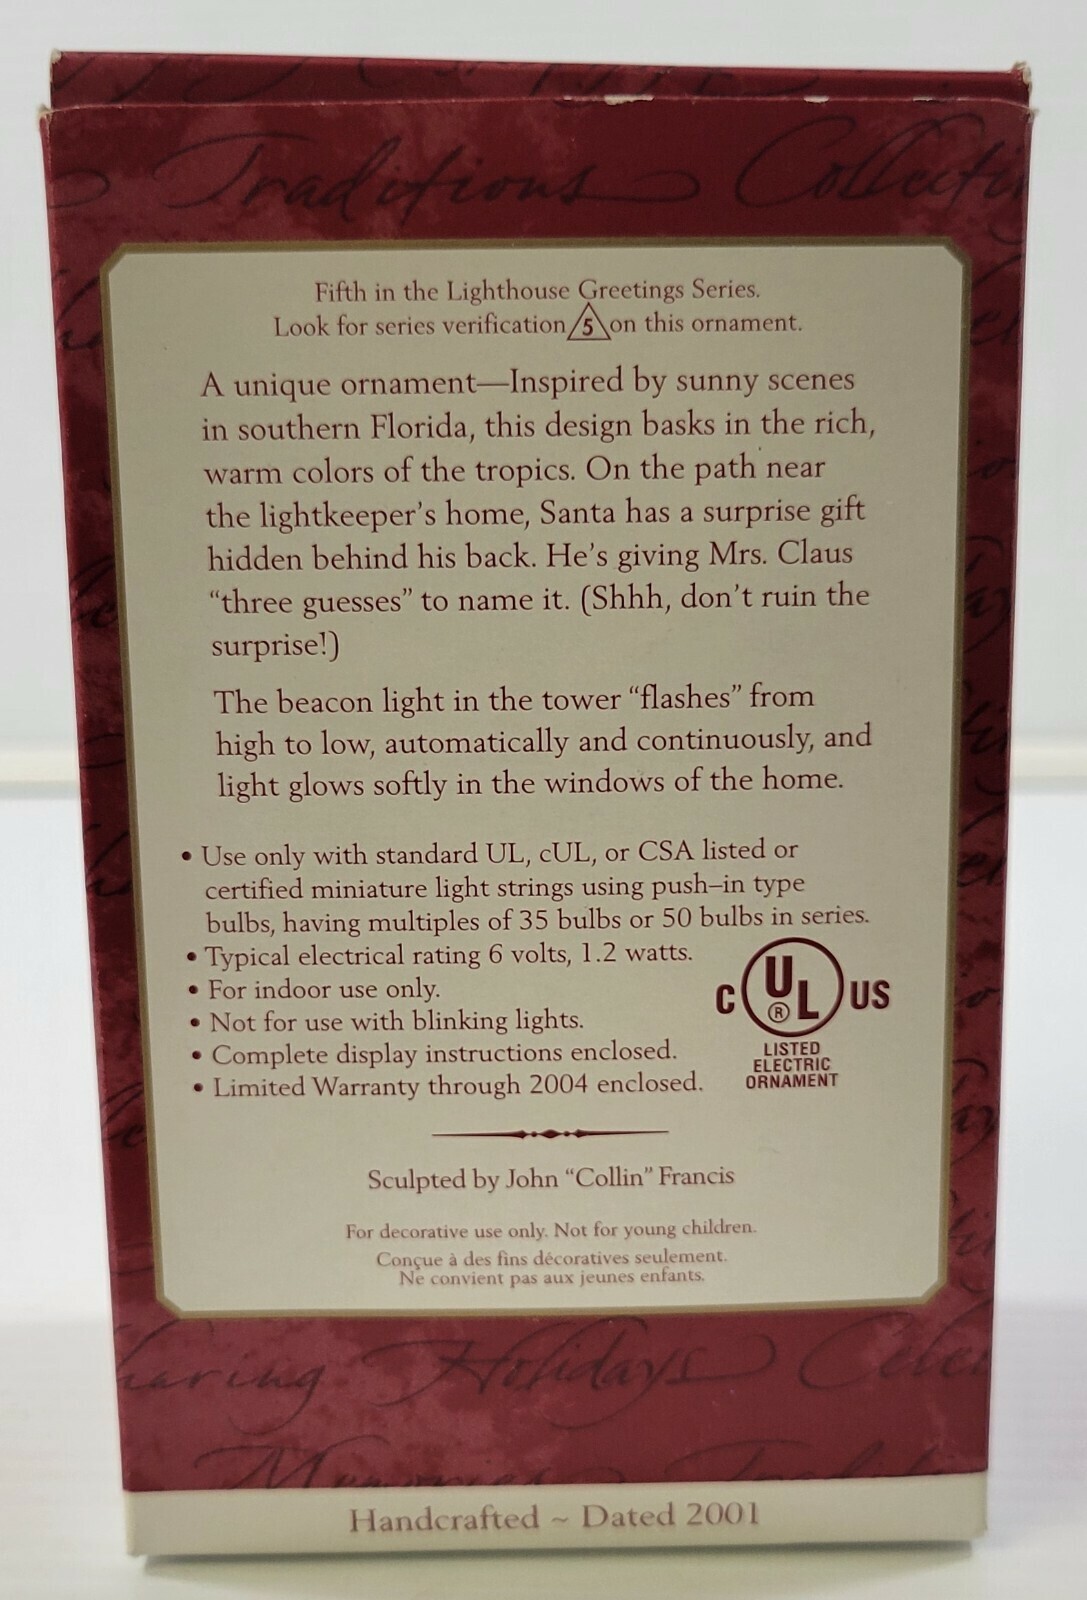 Traditions
Fifth in the Lighthouse Greetings Series.
Look for series verification 5 on this ornament.
A unique ornament—Inspired by sunny scenes
in southern Florida, this design basks in the rich,
warm colors of the tropics. On the path near
the lightkeeper's home, Santa has a surprise gift
hidden behind his back. He's giving Mrs. Claus
"three guesses" to name it. (Shhh, don't ruin the
surprise!)
The beacon light in the tower "flashes" from
high to low, automatically and continuously, and
light glows softly in the windows of the home.
• Use only with standard UL, cUL, or CSA listed or
certified miniature light strings using push–in type
bulbs, having multiples of 35 bulbs or 50 bulbs in series.
• Typical electrical rating 6 volts, 1.2 watts.
• For indoor use only.
• Not for use with blinking lights.
• Complete display instructions enclosed.
• Limited Warranty through 2004 enclosed.
C UL ® US
LISTED
ELECTRIC
ORNAMENT
Sculpted by John "Collin" Francis
For decorative use only. Not for young children.
Conçue à des fins décoratives seulement.
Ne convient pas aux jeunes enfants.
Holidays
Handcrafted ~ Dated 2001